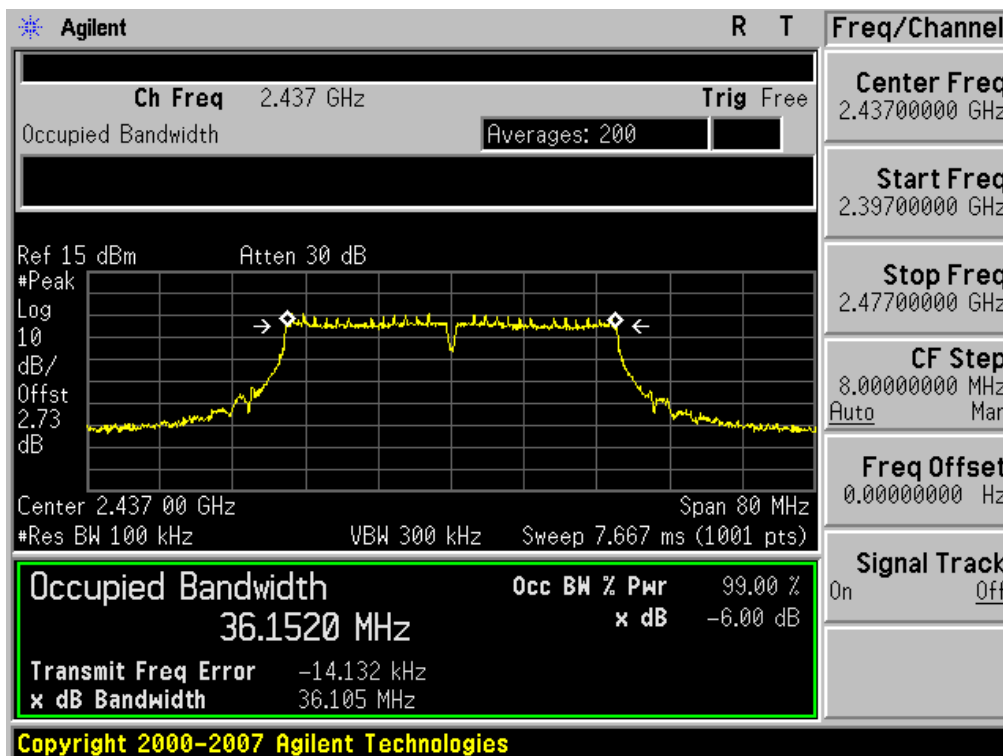 Agilent R T Freq/Channel
Ch Freq 2.437 GHz Trig Free
Occupied Bandwidth Averages: 200
Center Freq
2.43700000 GHz
Start Freq
2.39700000 GHz
Stop Freq
2.47700000 GHz
CF Step
8.00000000 MHz
Auto Man
Freq Offset
0.00000000 Hz
Signal Track
On Off
Ref 15 dBm Atten 30 dB
#Peak
Log
10
dB/
Offst
2.73
dB
Center 2.437 00 GHz Span 80 MHz
#Res BW 100 kHz VBW 300 kHz Sweep 7.667 ms (1001 pts)
Occupied Bandwidth Occ BW % Pwr 99.00 %
36.1520 MHz x dB -6.00 dB
Transmit Freq Error -14.132 kHz
x dB Bandwidth 36.105 MHz
Copyright 2000-2007 Agilent Technologies